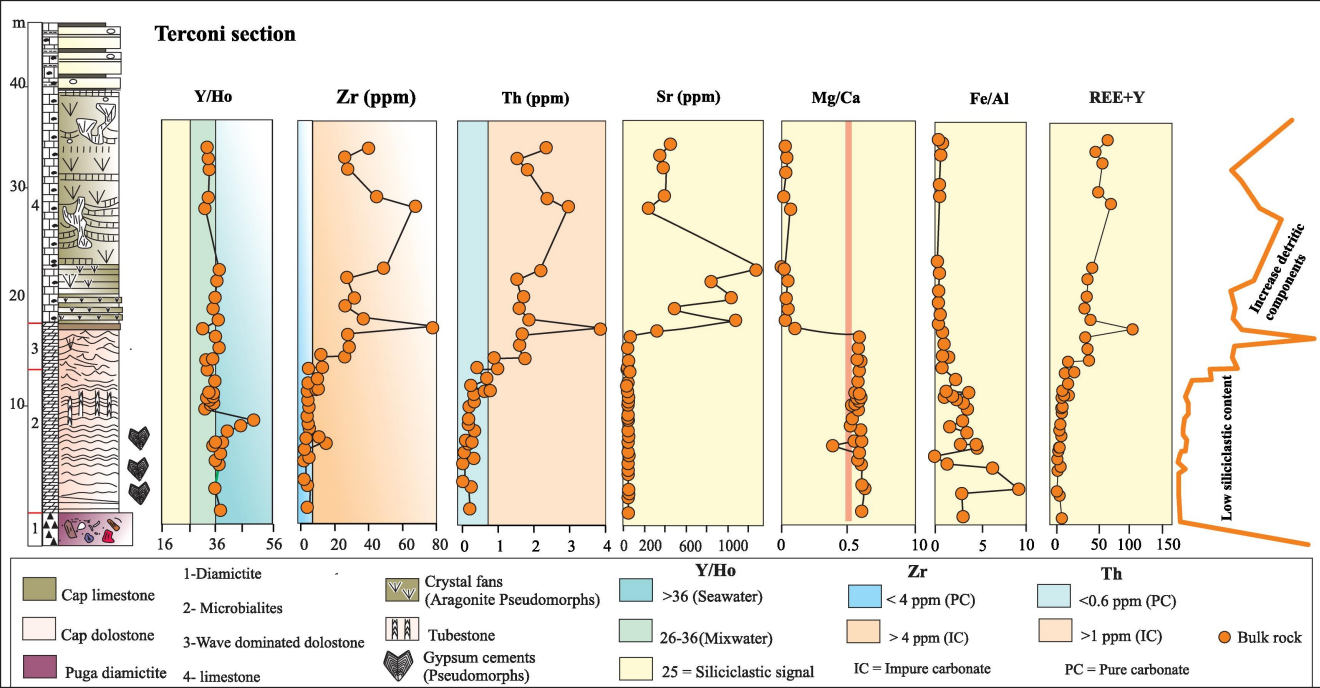 m
Terconi section
40
30
20
10
4
3
2
1
Y/Ho
Zr (ppm)
Th (ppm)
Sr (ppm)
Mg/Ca
Fe/Al
REE+Y
Increase detritic
components
Low siliciclastic content
16 36 56
0 20 40 60 80
0 1 2 3 4
0 200 400 600 1000
0 0.5 10
0 5 10
0 50 100 150
Cap limestone
Cap dolostone
Puga diamictite
1-Diamictite
2- Microbialites
3-Wave dominated dolostone
4- limestone
Crystal fans
(Aragonite Pseudomorphs)
Tubestone
Gypsum cements
(Pseudomorphs)
Y/Ho
>36 (Seawater)
26-36(Mixwater)
25 = Siliciclastic signal
Zr
< 4 ppm (PC)
> 4 ppm (IC)
IC = Impure carbonate
Th
<0.6 ppm (PC)
>1 ppm (IC)
PC = Pure carbonate
Bulk rock